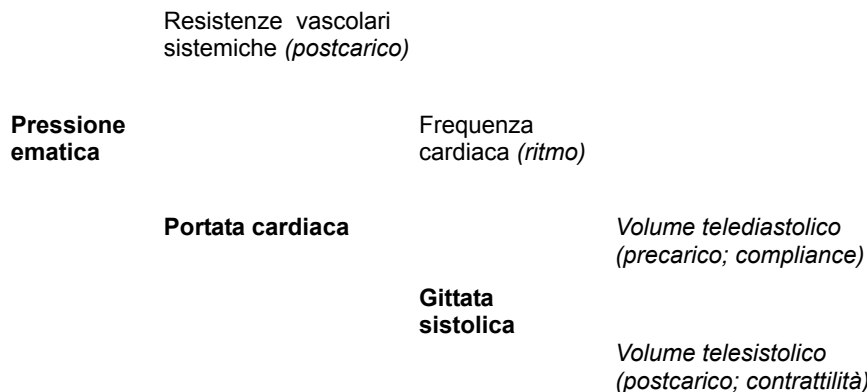 Resistenze vascolari
sistemiche (postcarico)
Pressione
ematica
Frequenza
cardiaca (ritmo)
Portata cardiaca
Volume telediastolico
(precarico; compliance)
Gittata
sistolica
Volume telesistolico
(postcarico; contrattilità)